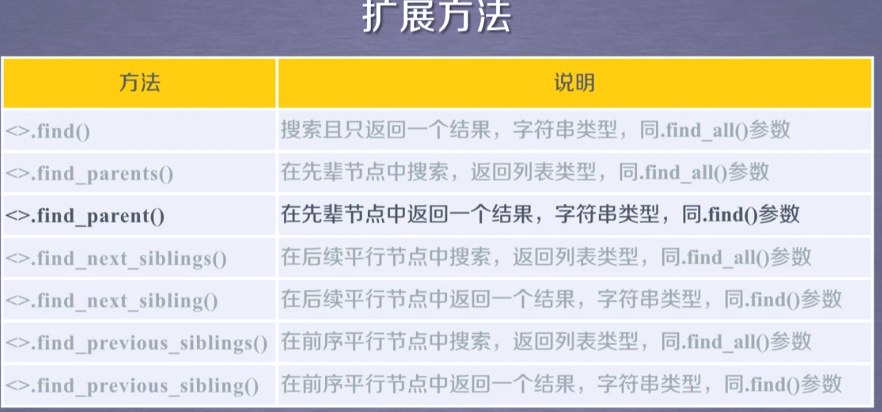 扩展方法
方法 说明
<>.find() 搜索且只返回一个结果，字符串类型，同.find_all()参数
<>.find_parents() 在先辈节点中搜索，返回列表类型，同.find_all()参数
<>.find_parent() 在先辈节点中返回一个结果，字符串类型，同.find()参数
<>.find_next_siblings() 在后续平行节点中搜索，返回列表类型，同.find_all()参数
<>.find_next_sibling() 在后续平行节点中返回一个结果，字符串类型，同.find()参数
<>.find_previous_siblings() 在前序平行节点中搜索，返回列表类型，同.find_all()参数
<>.find_previous_sibling() 在前序平行节点中返回一个结果，字符串类型，同.find()参数